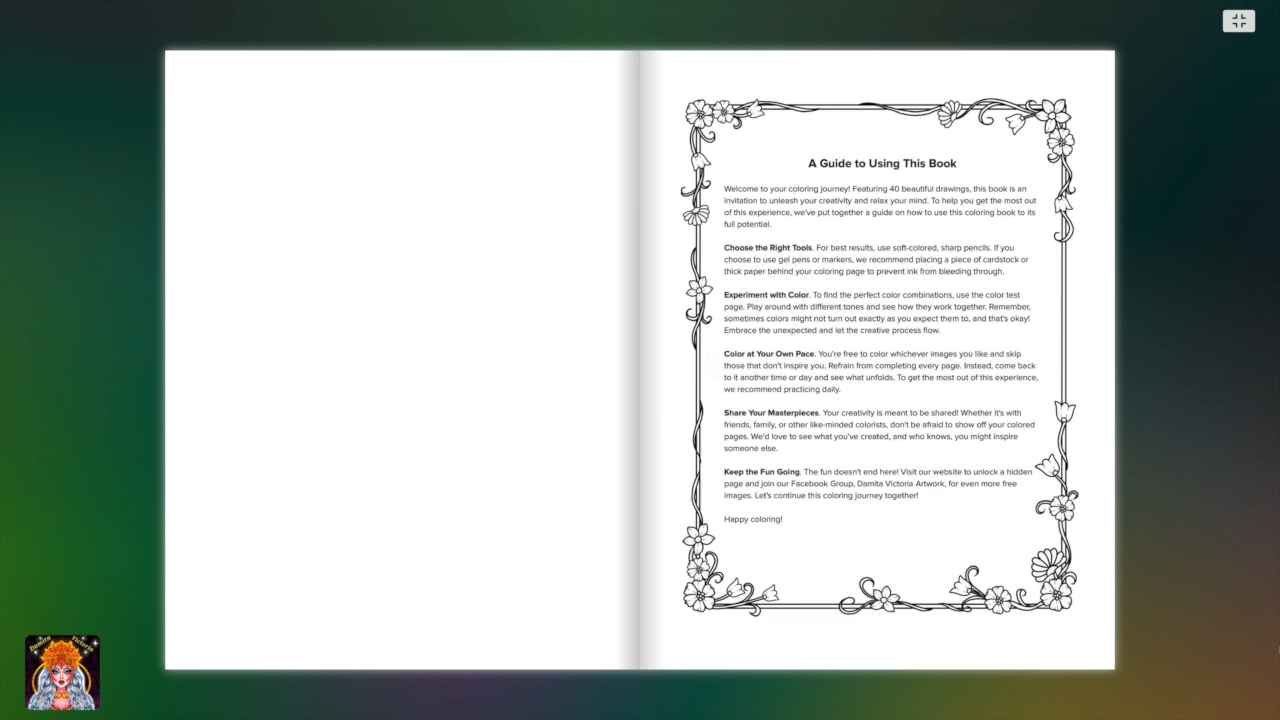 A Guide to Using This Book
Welcome to your coloring journey! Featuring 40 beautiful drawings, this book is an
invitation to unleash your creativity and relax your mind. To help you get the most out
of this experience, we've put together a guide on how to use this coloring book to its
full potential.
Choose the Right Tools. For best results, use soft-colored, sharp pencils. If you
choose to use gel pens or markers, we recommend placing a piece of cardstock or
thick paper behind your coloring page to prevent ink from bleeding through.
Experiment with Color. To find the perfect color combinations, use the color test
page. Play around with different tones and see how they work together. Remember,
sometimes colors might not turn out exactly as you expect them to, and that's okay!
Embrace the unexpected and let the creative process flow.
Color at Your Own Pace. You're free to color whichever images you like and skip
those that don't inspire you. Refrain from completing every page. Instead, come back
to it another time or day and see what unfolds. To get the most out of this experience,
we recommend practicing daily.
Share Your Masterpieces. Your creativity is meant to be shared! Whether it's with
friends, family, or other like-minded colorists, don't be afraid to show off your colored
pages. We'd love to see what you've created, and who knows, you might inspire
someone else.
Keep the Fun Going. The fun doesn't end here! Visit our website to unlock a hidden
page and join our Facebook Group, Damita Victoria Artwork, for even more free
images. Let's continue this coloring journey together!
Happy coloring!
Damita Victoria